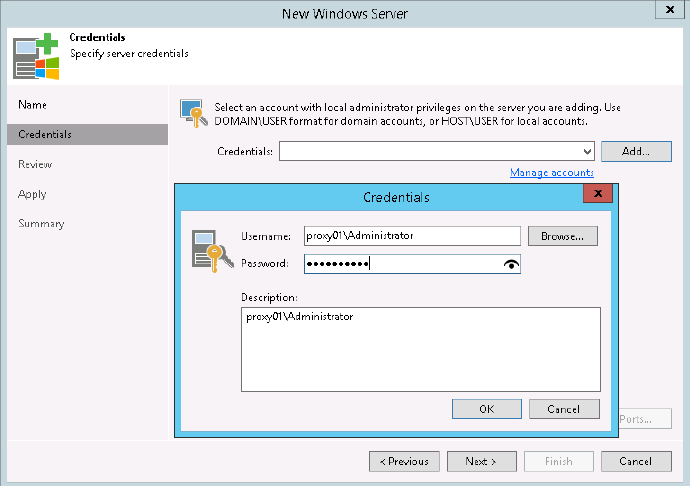 New Windows Server
x
Credentials
Specify server credentials
Name
Credentials
Review
Apply
Summary
Select an account with local administrator privileges on the server you are adding. Use
DOMAIN\USER format for domain accounts, or HOST\USER for local accounts.
Credentials:
Add...
Manage accounts
Credentials
x
Username:
proxy01\Administrator
Browse...
Password:
••••••••••
Description:
proxy01\Administrator
OK
Cancel
Ports...
< Previous
Next >
Finish
Cancel